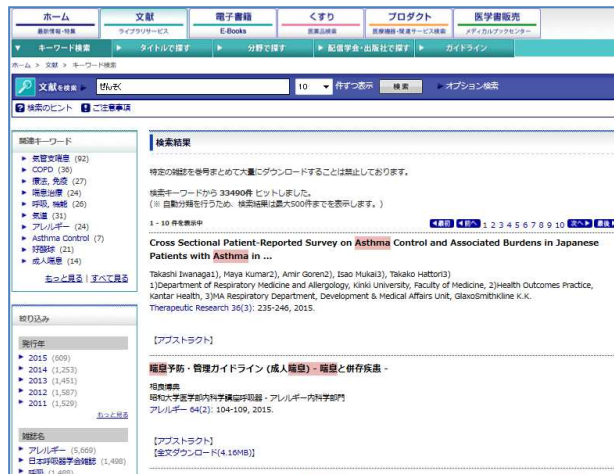 ホーム
最新情報・特集
文献
ライブラリサービス
電子書籍
E-Books
くすり
医薬品検索
プロダクト
医療機器・関連サービス検索
医学書販売
メディカルブックセンター
▼ キーワード検索 ▶ タイトルで探す ▶ 分野で探す ▶ 配信学会・出版社で探す ▶ ガイドライン
ホーム > 文献 > キーワード検索
文献を検索 ▶ ぜんそく 10 ▼ 件ずつ表示 検索 ▶オプション検索
? 検索のヒント ! ご注意事項
関連キーワード
▶ 気管支喘息 (92)
▶ COPD (36)
▶ 療法, 免疫 (27)
▶ 喘息治療 (24)
▶ 呼吸, 機能 (26)
▶ 気道 (31)
▶ アレルギー (24)
▶ Asthma Control (7)
▶ 好酸球 (21)
▶ 成人喘息 (14)
もっと見る | すべて見る
絞り込み
発行年
▶ 2015 (609)
▶ 2014 (1,253)
▶ 2013 (1,451)
▶ 2012 (1,587)
▶ 2011 (1,529)
もっと見る
雑誌名
▶ アレルギー (5,669)
▶ 日本呼吸器学会雑誌 (1,498)
▶ 呼吸 (1,488)
検索結果
特定の雑誌を巻号まとめて大量にダウンロードすることは禁止しております。
検索キーワードから 33490件 ヒットしました。
(※ 自動分類を行うため、検索結果は最大500件までを表示します。)
1 - 10 件を表示中 ◀最初 ◀前へ 1 2 3 4 5 6 7 8 9 10 次へ▶ 最後▶
Cross Sectional Patient-Reported Survey on Asthma Control and Associated Burdens in Japanese
Patients with Asthma in ...
Takashi Iwanaga1), Maya Kumar2), Amir Goren2), Isao Mukai3), Takako Hattori3)
1)Department of Respiratory Medicine and Allergology, Kinki University, Faculty of Medicine, 2)Health Outcomes Practice,
Kantar Health, 3)MA Respiratory Department, Development & Medical Affairs Unit, GlaxoSmithKline K.K.
Therapeutic Research 36(3): 235-246, 2015.
【アブストラクト】
喘息予防・管理ガイドライン (成人喘息) - 喘息と併存疾患 -
相良博典
昭和大学医学部内科学講座呼吸器・アレルギー内科学部門
アレルギー 64(2): 104-109, 2015.
【アブストラクト】
【全文ダウンロード(4.16MB)】